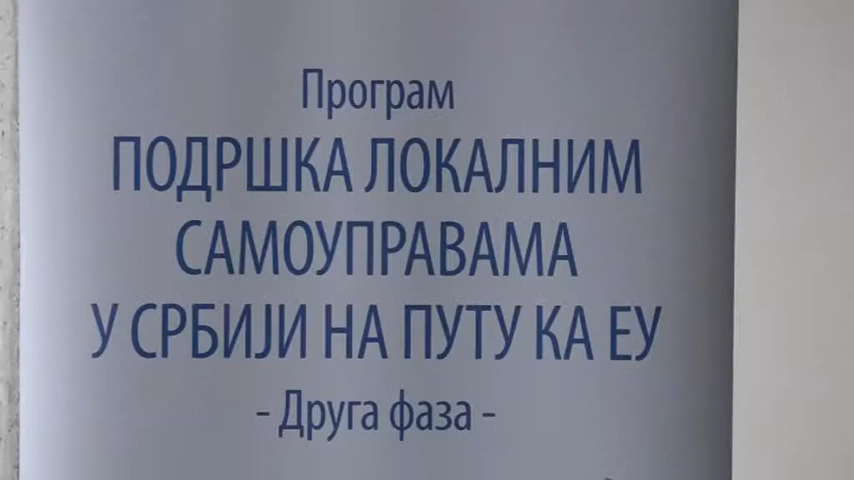 Програм
ПОДРШКА ЛОКАЛНИМ
САМОУПРАВАМА
У СРБИЈИ НА ПУТУ КА ЕУ
- Друга фаза -